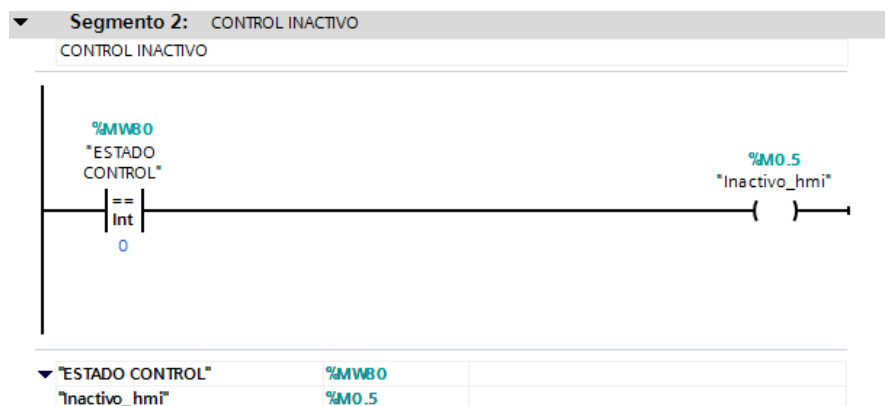 Segmento 2: CONTROL INACTIVO
CONTROL INACTIVO
%MW80
"ESTADO
CONTROL"
%M0.5
"Inactivo_hmi"
==
Int
0
"ESTADO CONTROL" %MW80
"Inactivo_hmi" %M0.5